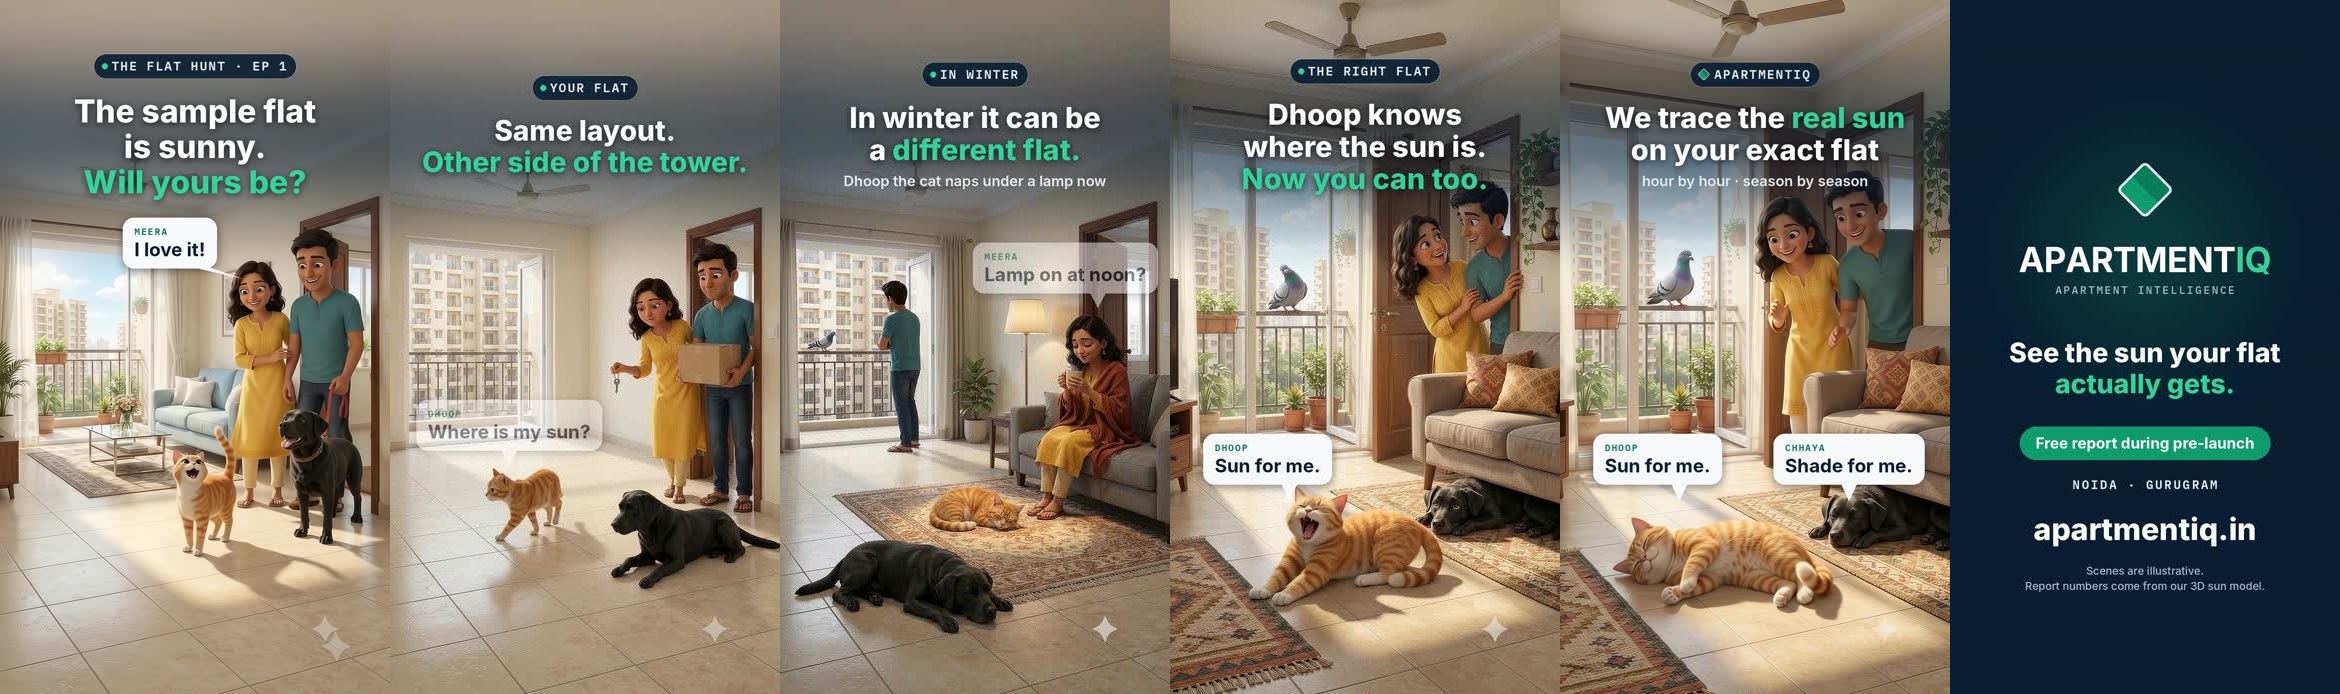 THE FLAT HUNT · EP 1
The sample flat
is sunny.
Will yours be?
MEERA
I love it!
YOUR FLAT
Same layout.
Other side of the tower.
DHOOP
Where is my sun?
IN WINTER
In winter it can be
a different flat.
Dhoop the cat naps under a lamp now
MEERA
Lamp on at noon?
THE RIGHT FLAT
Dhoop knows
where the sun is.
Now you can too.
DHOOP
Sun for me.
APARTMENTIQ
We trace the real sun
on your exact flat
hour by hour · season by season
DHOOP
Sun for me.
CHHAYA
Shade for me.
APARTMENTIQ
APARTMENT INTELLIGENCE
See the sun your flat
actually gets.
Free report during pre-launch
NOIDA · GURUGRAM
apartmentiq.in
Scenes are illustrative.
Report numbers come from our 3D sun model.